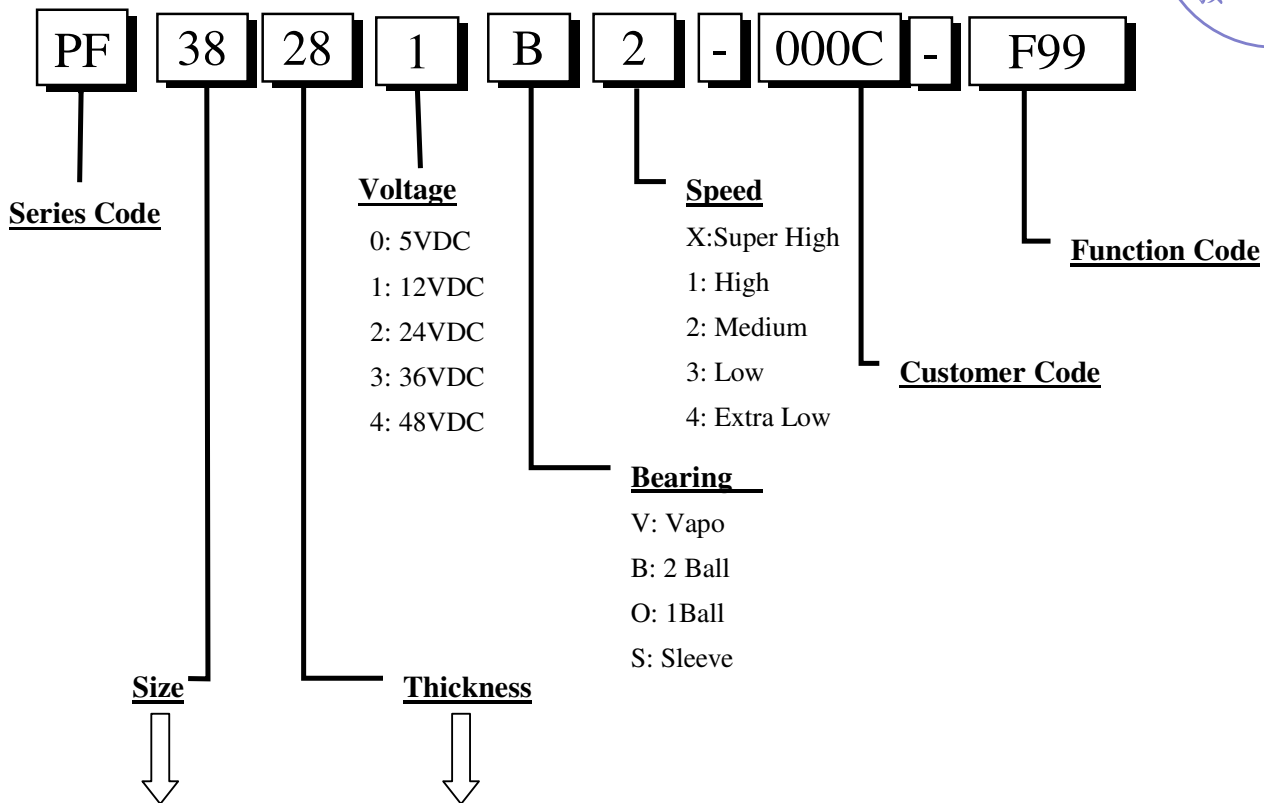 PF 38 28 1 B 2 - 000C - F99
Series Code
Voltage
0: 5VDC
1: 12VDC
2: 24VDC
3: 36VDC
4: 48VDC
Speed
X:Super High
1: High
2: Medium
3: Low
4: Extra Low
Function Code
Customer Code
Bearing
V: Vapo
B: 2 Ball
O: 1Ball
S: Sleeve
Size
Thickness